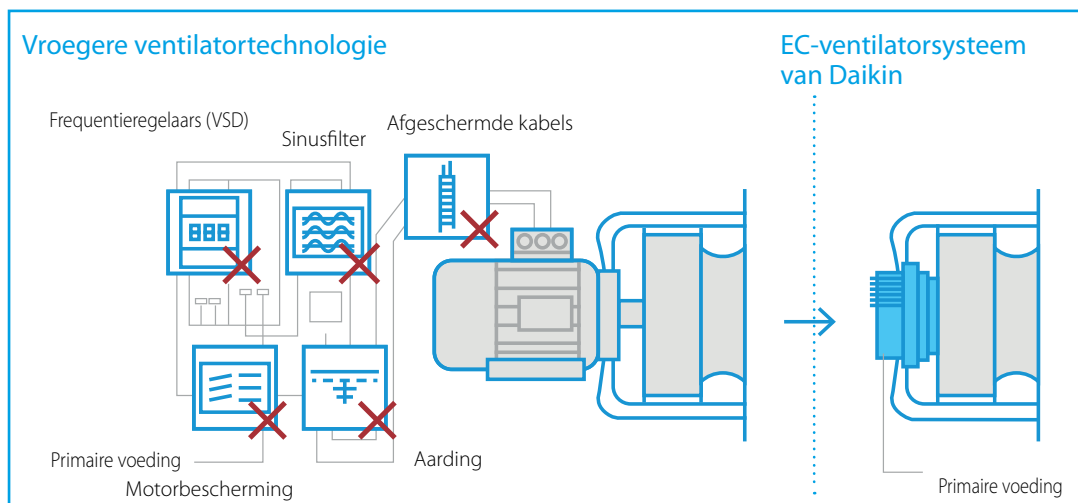 Vroegere ventilatortechnologie
EC-ventilatorsysteem
van Daikin
Frequentieregelaars (VSD)
Sinusfilter
Afgeschermde kabels
Primaire voeding
Motorbescherming
Aarding
Primaire voeding